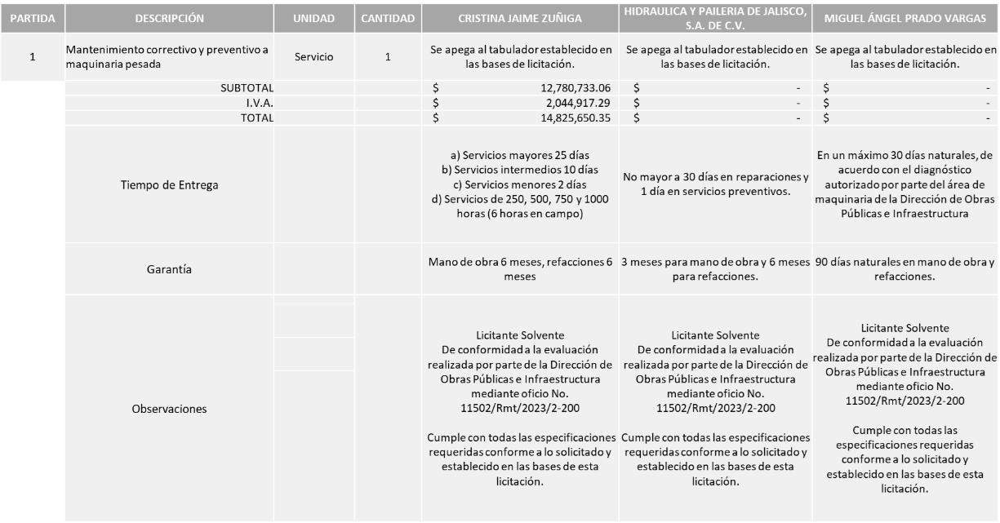 PARTIDA DESCRIPCIÓN UNIDAD CANTIDAD CRISTINA JAIME ZUÑIGA HIDRAULICA Y PAILERIA DE JALISCO, S.A. DE C.V. MIGUEL ÁNGEL PRADO VARGAS
1
Mantenimiento correctivo y preventivo a
maquinaria pesada
Servicio
1
Se apega al tabulador establecido en
las bases de licitación.
Se apega al tabulador establecido en
las bases de licitación.
Se apega al tabulador establecido en
las bases de licitación.
SUBTOTAL $ 12,780,733.06 $ - $ -
I.V.A. $ 2,044,917.29 $ - $ -
TOTAL $ 14,825,650.35 $ - $ -
Tiempo de Entrega
a) Servicios mayores 25 días
b) Servicios intermedios 10 días
c) Servicios menores 2 días
d) Servicios de 250, 500, 750 y 1000
horas (6 horas en campo)
No mayor a 30 días en reparaciones y
1 día en servicios preventivos.
En un máximo 30 días naturales, de
acuerdo con el diagnóstico
autorizado por parte del área de
maquinaria de la Dirección de Obras
Públicas e Infraestructura
Garantía
Mano de obra 6 meses, refacciones 6
meses
3 meses para mano de obra y 6 meses
para refacciones.
90 días naturales en mano de obra y
refacciones.
Observaciones
Licitante Solvente
De conformidad a la evaluación
realizada por parte de la Dirección de
Obras Públicas e Infraestructura
mediante oficio No.
11502/Rmt/2023/2-200
Cumple con todas las especificaciones
requeridas conforme a lo solicitado y
establecido en las bases de esta
licitación.
Licitante Solvente
De conformidad a la evaluación
realizada por parte de la Dirección de
Obras Públicas e Infraestructura
mediante oficio No.
11502/Rmt/2023/2-200
Cumple con todas las especificaciones
requeridas conforme a lo solicitado y
establecido en las bases de esta
licitación.
Licitante Solvente
De conformidad a la evaluación
realizada por parte de la Dirección de
Obras Públicas e Infraestructura
mediante oficio No.
11502/Rmt/2023/2-200
Cumple con todas las
especificaciones requeridas
conforme a lo solicitado y
establecido en las bases de esta
licitación.